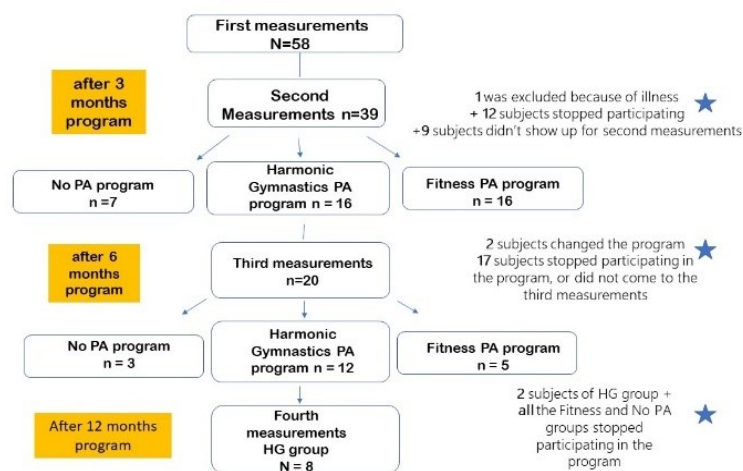 First measurements
N=58
after 3
months
program
Second
Measurements n=39
1 was excluded because of illness
+ 12 subjects stopped participating
+9 subjects didn't show up for second measurements
No PA program
n =7
Harmonic
Gymnastics PA
program n = 16
Fitness PA program
n = 16
after 6
months
program
Third measurements
n=20
2 subjects changed the program
17 subjects stopped participating in
the program, or did not come to the
third measurements
No PA program
n = 3
Harmonic
Gymnastics PA
program n = 12
Fitness PA program
n = 5
After 12 months
program
Fourth
measurements
HG group
N = 8
2 subjects of HG group +
all the Fitness and No PA
groups stopped
participating in the
program